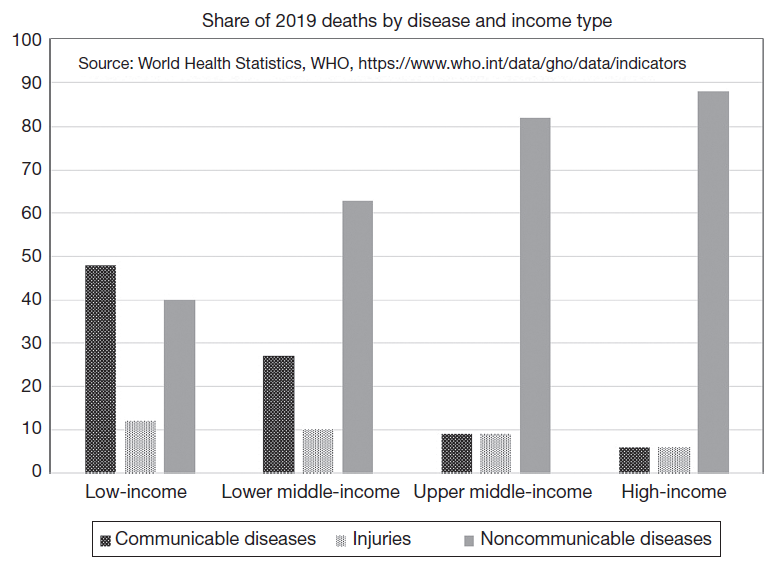 Share of 2019 deaths by disease and income type
100
Source: World Health Statistics, WHO, https://www.who.int/data/gho/data/indicators
90
80
70
60
50
40
30
20
10
0
Low-income Lower middle-income Upper middle-income High-income
Communicable diseases Injuries Noncommunicable diseases